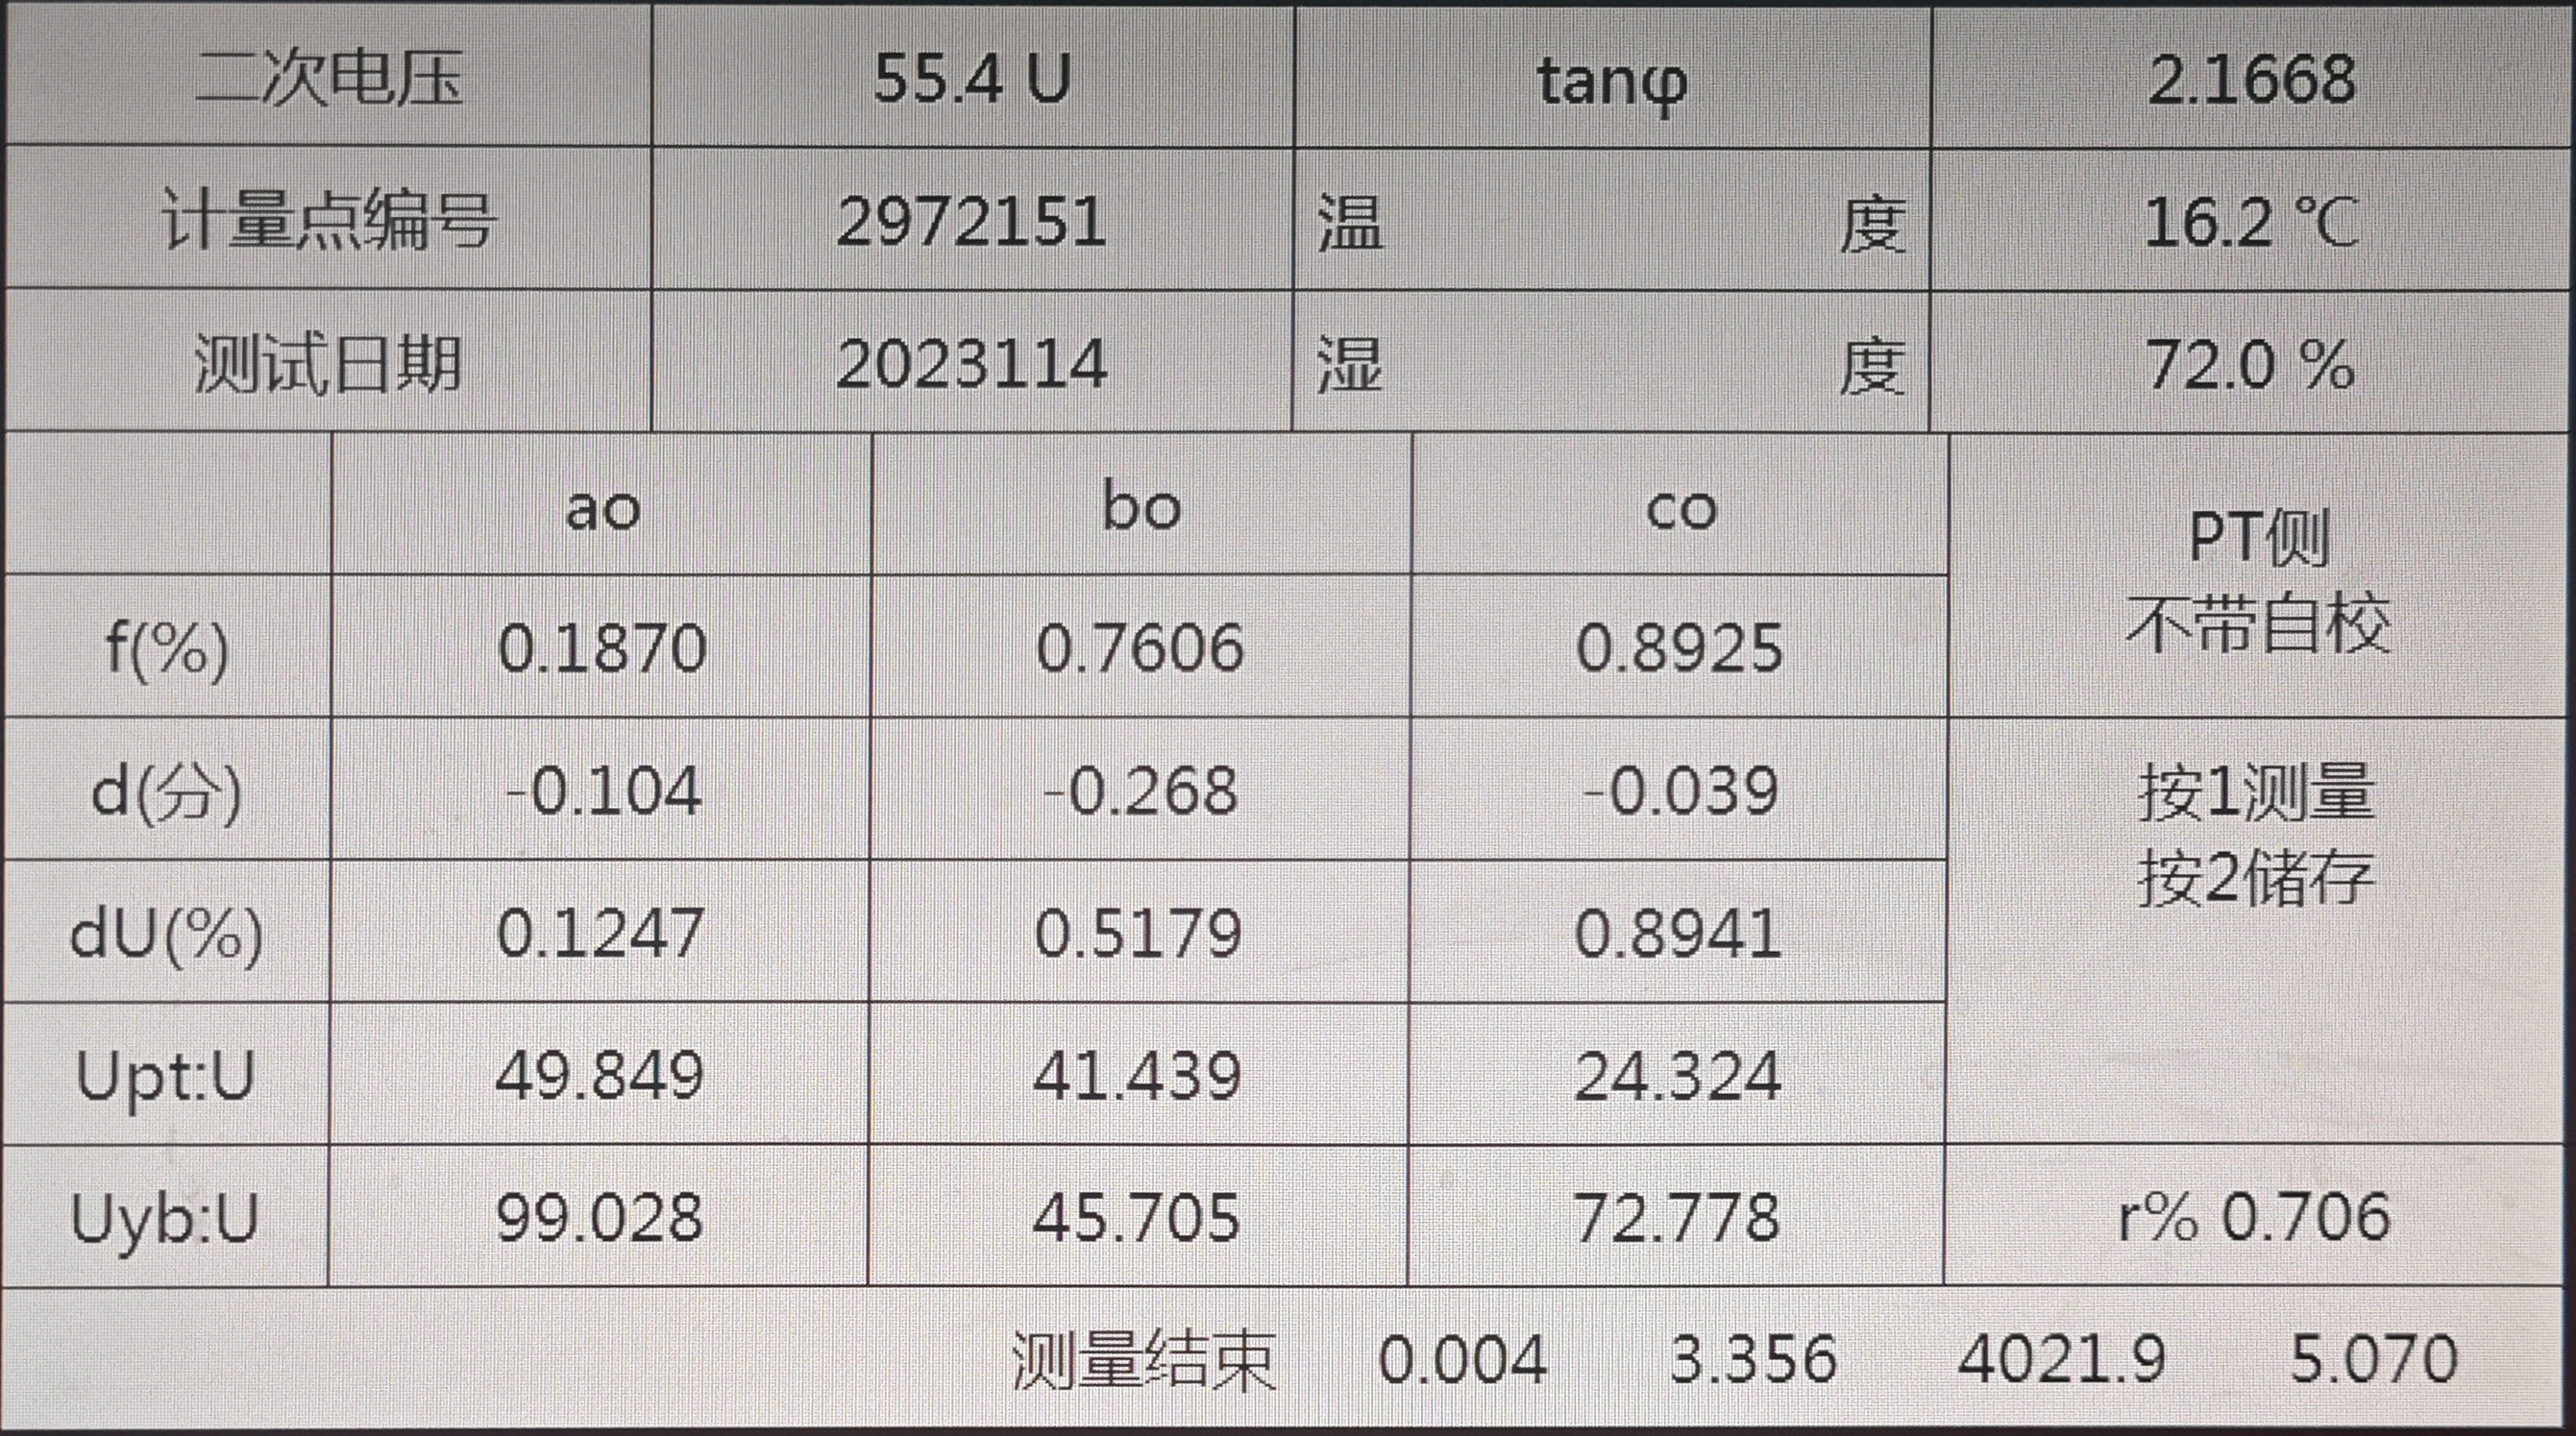 二次电压 55.4 U tanφ 2.1668
计量点编号 2972151 温 度 16.2 ℃
测试日期 2023114 湿 度 72.0 %
ao bo co PT侧
不带自校
f(%) 0.1870 0.7606 0.8925
d(分) -0.104 -0.268 -0.039 按1测量
按2储存
dU(%) 0.1247 0.5179 0.8941
Upt:U 49.849 41.439 24.324
Uyb:U 99.028 45.705 72.778 r% 0.706
测量结束 0.004 3.356 4021.9 5.070